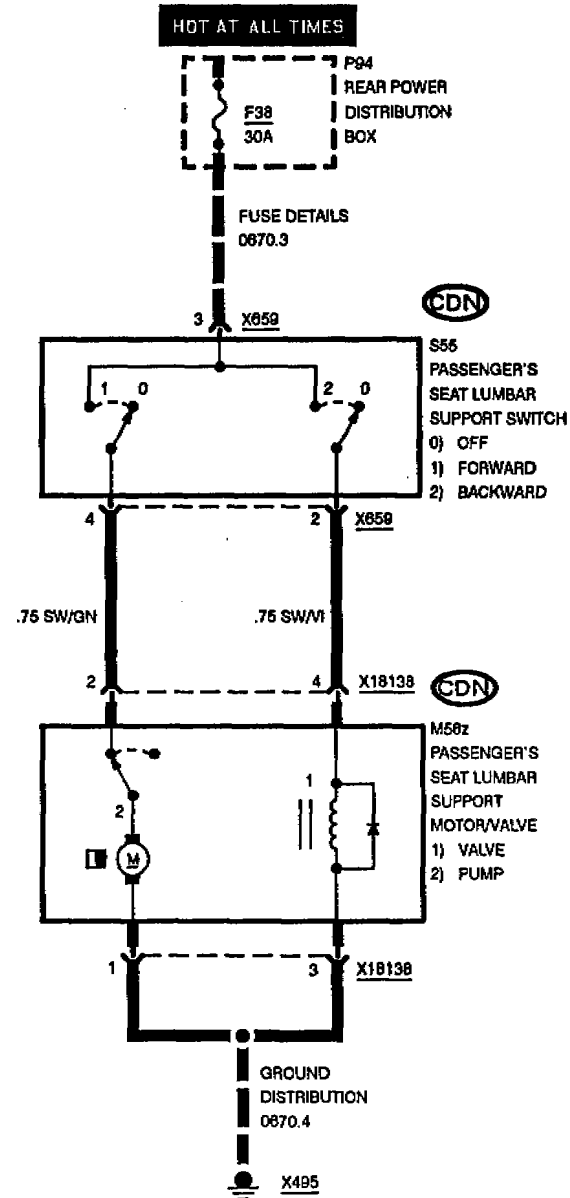 HOT AT ALL TIMES
P94
REAR POWER
DISTRIBUTION
BOX
F38
30A
FUSE DETAILS
0670.3
3 X659
CDN
S55
PASSENGER'S
SEAT LUMBAR
SUPPORT SWITCH
0) OFF
1) FORWARD
2) BACKWARD
1 0
2 0
4 2 X659
.75 SW/GN .75 SW/VI
2 4 X18138
CDN
M56z
PASSENGER'S
SEAT LUMBAR
SUPPORT
MOTOR/VALVE
1) VALVE
2) PUMP
1
2
M
1 3 X18138
GROUND
DISTRIBUTION
0670.4
X495